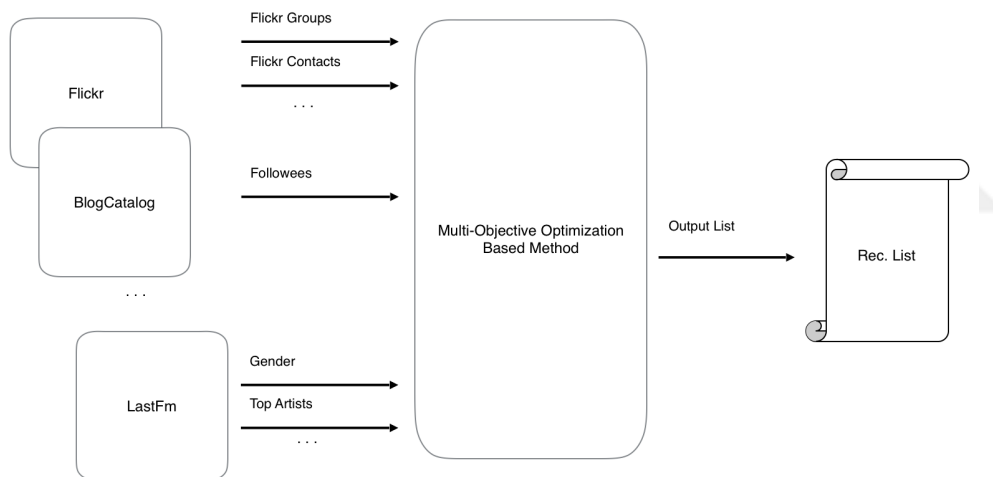 Flickr Groups
Flickr Contacts
. . .
Flickr
BlogCatalog
. . .
Followees
Multi-Objective Optimization
Based Method
Output List
Rec. List
LastFm
Gender
Top Artists
. . .